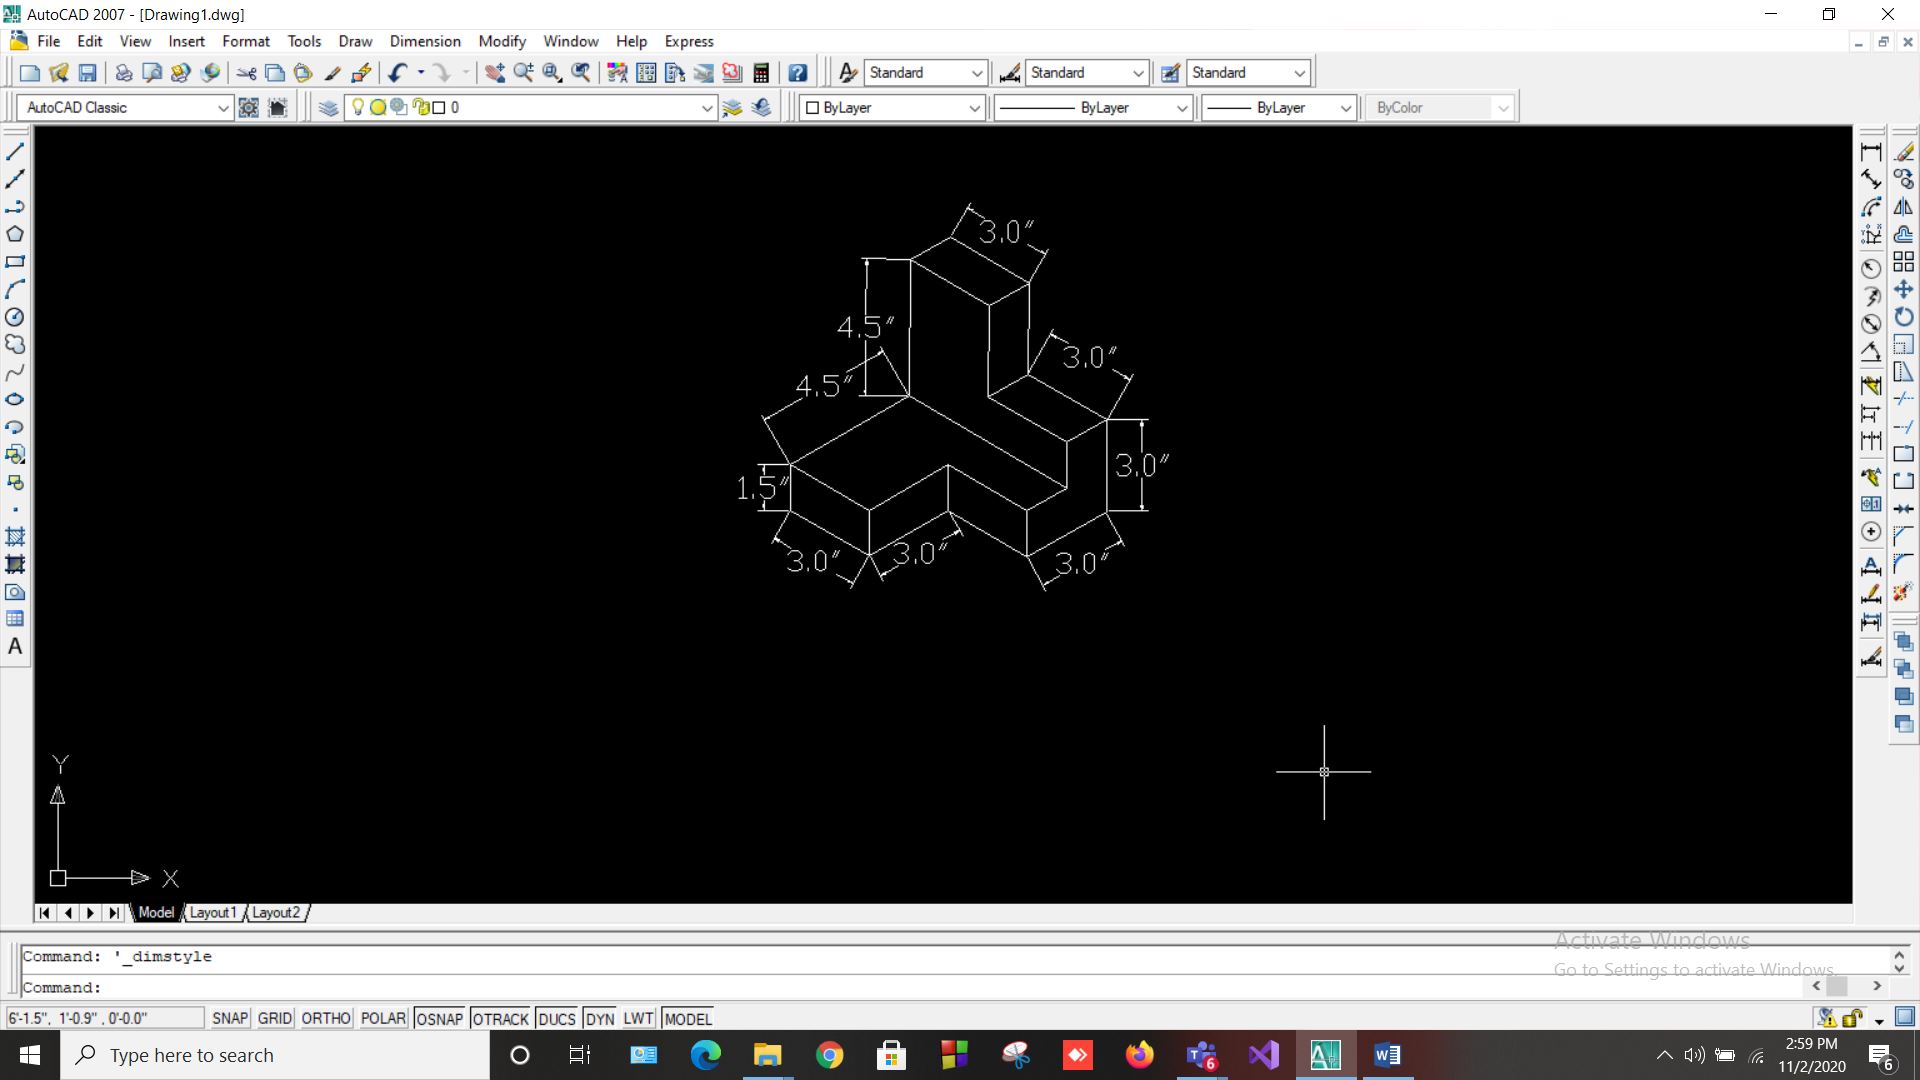 AutoCAD 2007 - [Drawing1.dwg]
File Edit View Insert Format Tools Draw Dimension Modify Window Help Express
Standard Standard Standard
AutoCAD Classic 0 ByLayer ByLayer ByLayer ByColor
3.0"
4.5"
3.0"
4.5"
3.0"
1.5"
3.0" 3.0" 3.0"
Y
X
Model Layout1 Layout2
Command: '_dimstyle
Command:
Activate Windows
Go to Settings to activate Windows.
6'-1.5", 1'-0.9" , 0'-0.0" SNAP GRID ORTHO POLAR OSNAP OTRACK DUCS DYN LWT MODEL
Type here to search
6
2:59 PM
11/2/2020
6